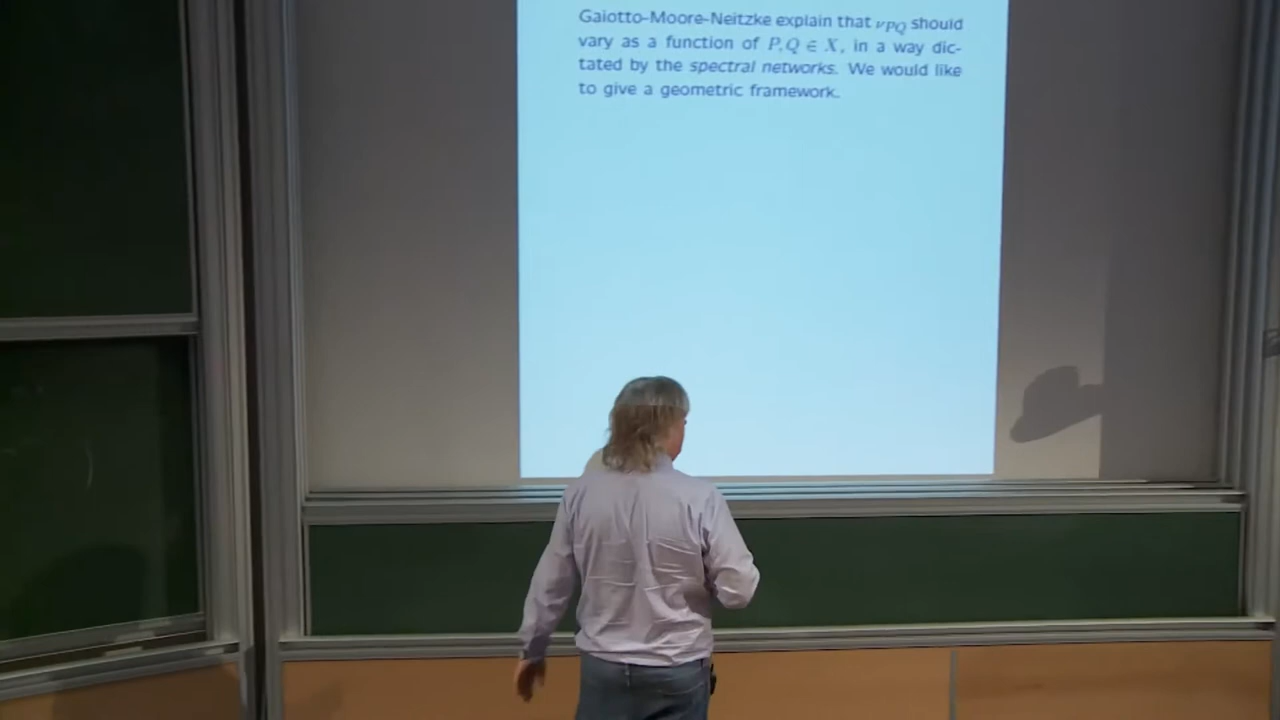 Gaiotto-Moore-Neitzke explain that νPQ should
vary as a function of P,Q ∈ X, in a way dic-
tated by the spectral networks. We would like
to give a geometric framework.